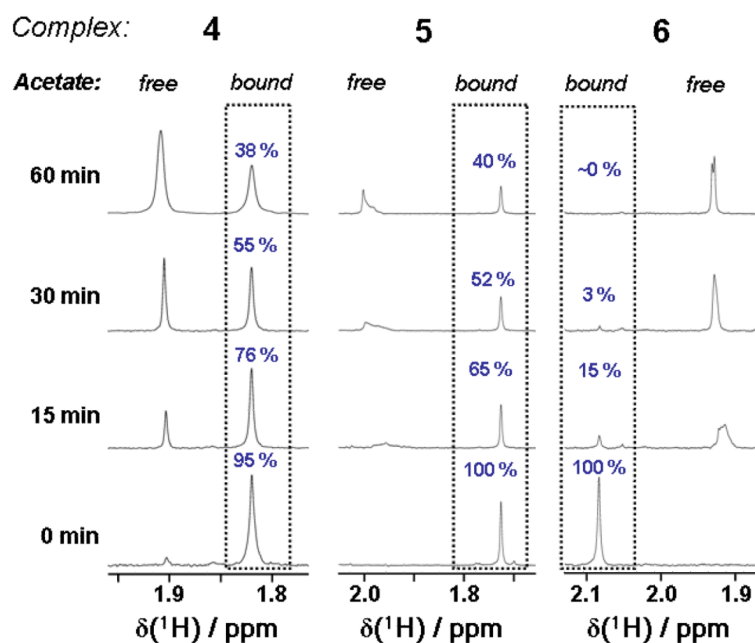 Complex: 4 5 6
Acetate: free bound free bound bound free
60 min 38 % 40 % ~0 %
30 min 55 % 52 % 3 %
15 min 76 % 65 % 15 %
0 min 95 % 100 % 100 %
1.9 1.8 2.0 1.8 2.1 2.0 1.9
δ(¹H) / ppm δ(¹H) / ppm δ(¹H) / ppm